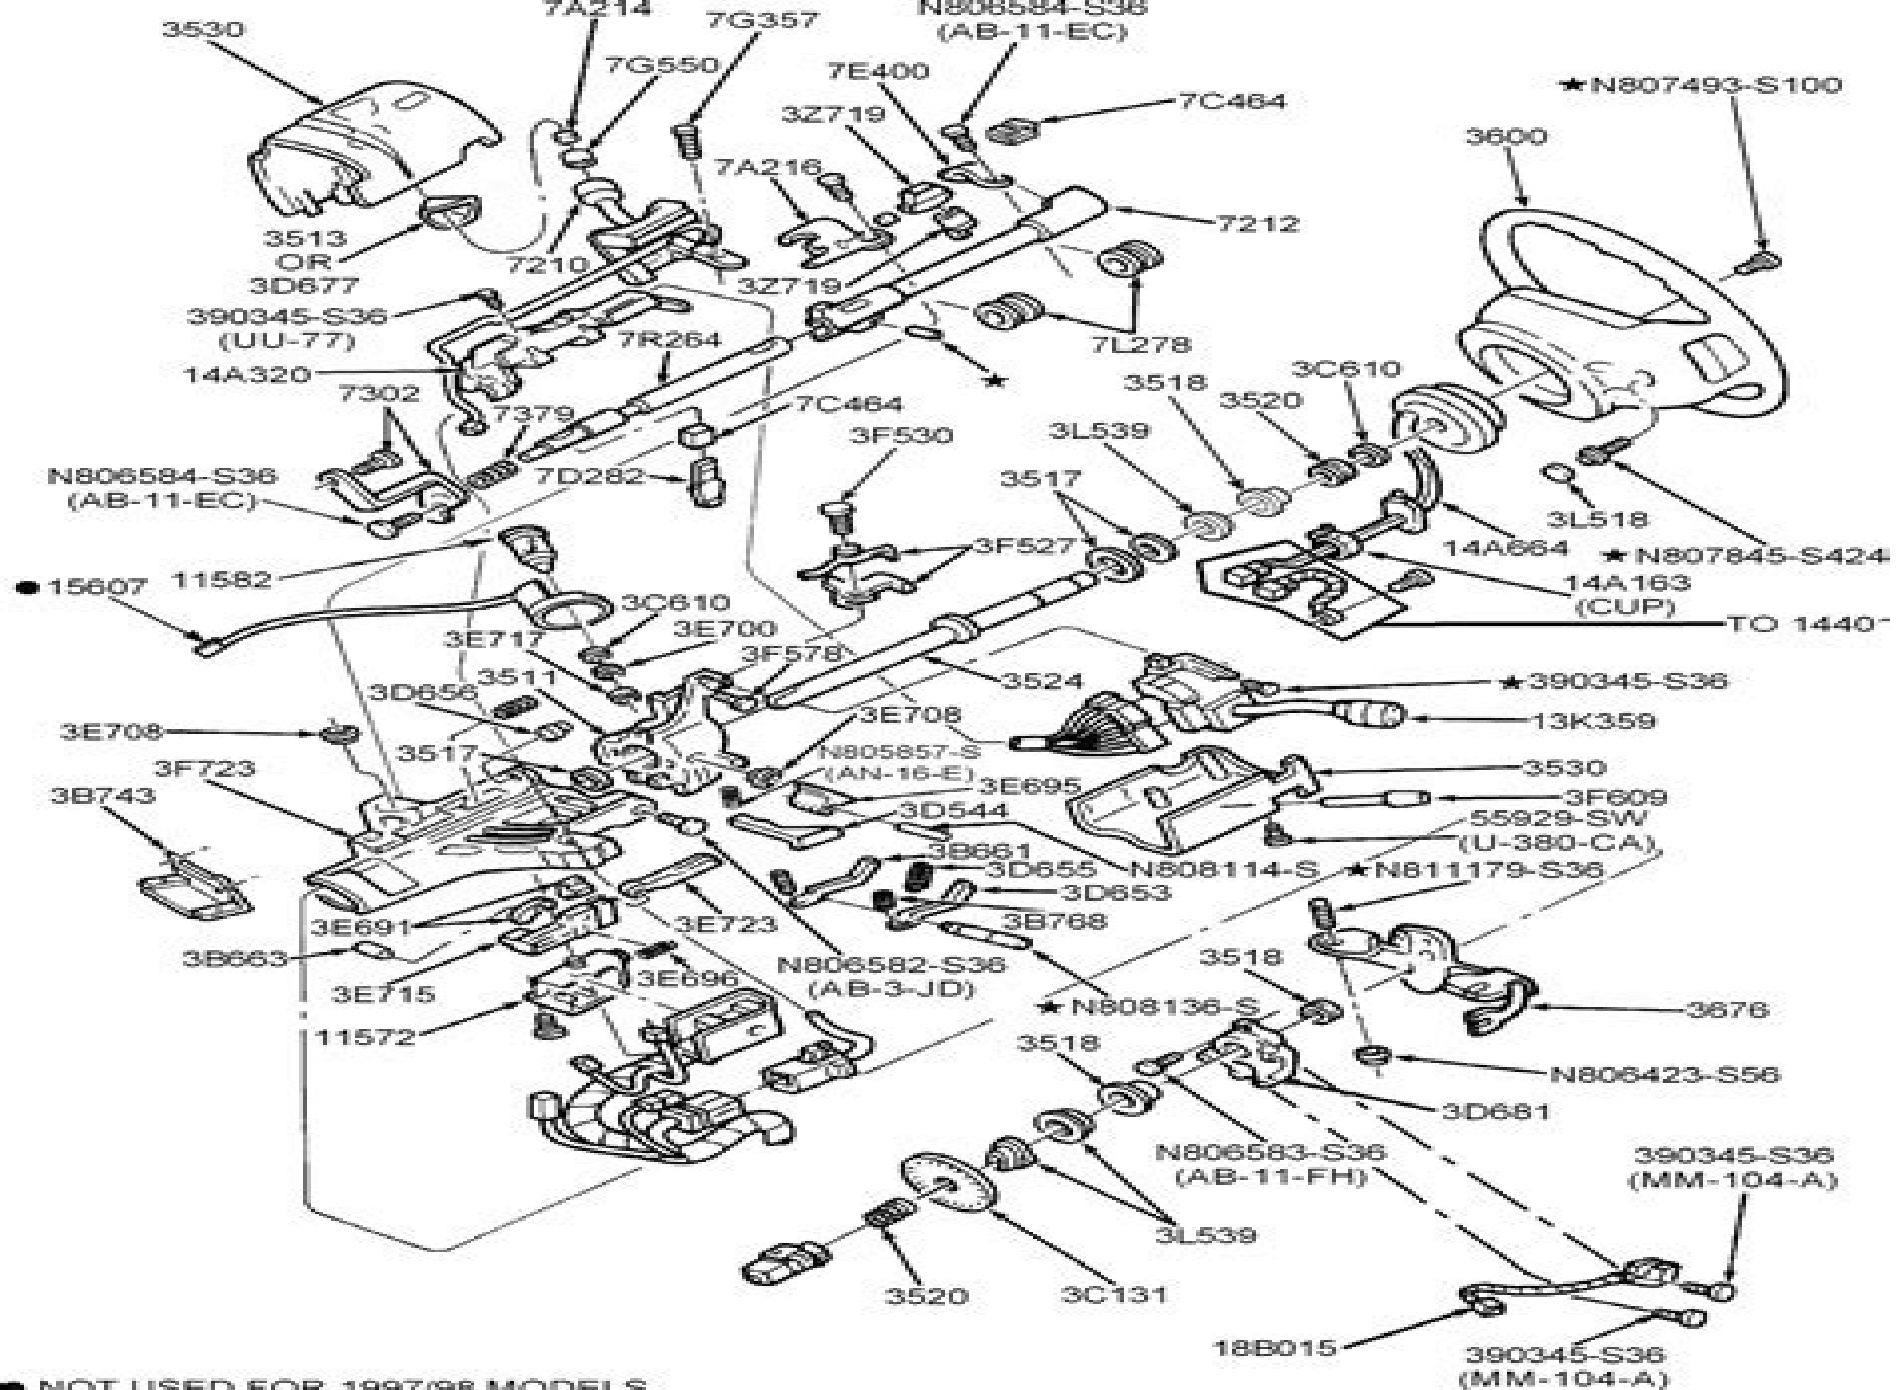 7A214
N806584-S36
(AB-11-EC)
3530
7G357
7G550
7E400
3Z719
7C464
★N807493-S100
3600
7A216
7212
3513
OR
3D677
7210
3Z719
390345-S36
(UU-77)
7R264
7L278
14A320
★
3518
3C610
7302
7379
7C464
3520
3F530
3L539
N806584-S36
(AB-11-EC)
7D282
3517
3L518
3F527
14A664
★N807845-S424
●15607
11582
14A163
(CUP)
3C610
TO 14401
3E717
3E700
3F578
3511
3524
★390345-S36
3D656
3E708
13K359
3E708
3517
N805857-S
(AN-16-E)
3F723
3530
3B743
3E695
3F609
3D544
55929-SW
(U-380-CA)
3B661
3D655
N808114-S
★N811179-S36
3D653
3E691
3E723
3B768
3B663
N806582-S36
(AB-3-JD)
3518
3E696
3E715
★N808136-S
3676
11572
3518
N806423-S56
3D681
N806583-S36
(AB-11-FH)
390345-S36
(MM-104-A)
3L539
3520
3C131
18B015
390345-S36
(MM-104-A)
● NOT USED FOR 1997/98 MODELS